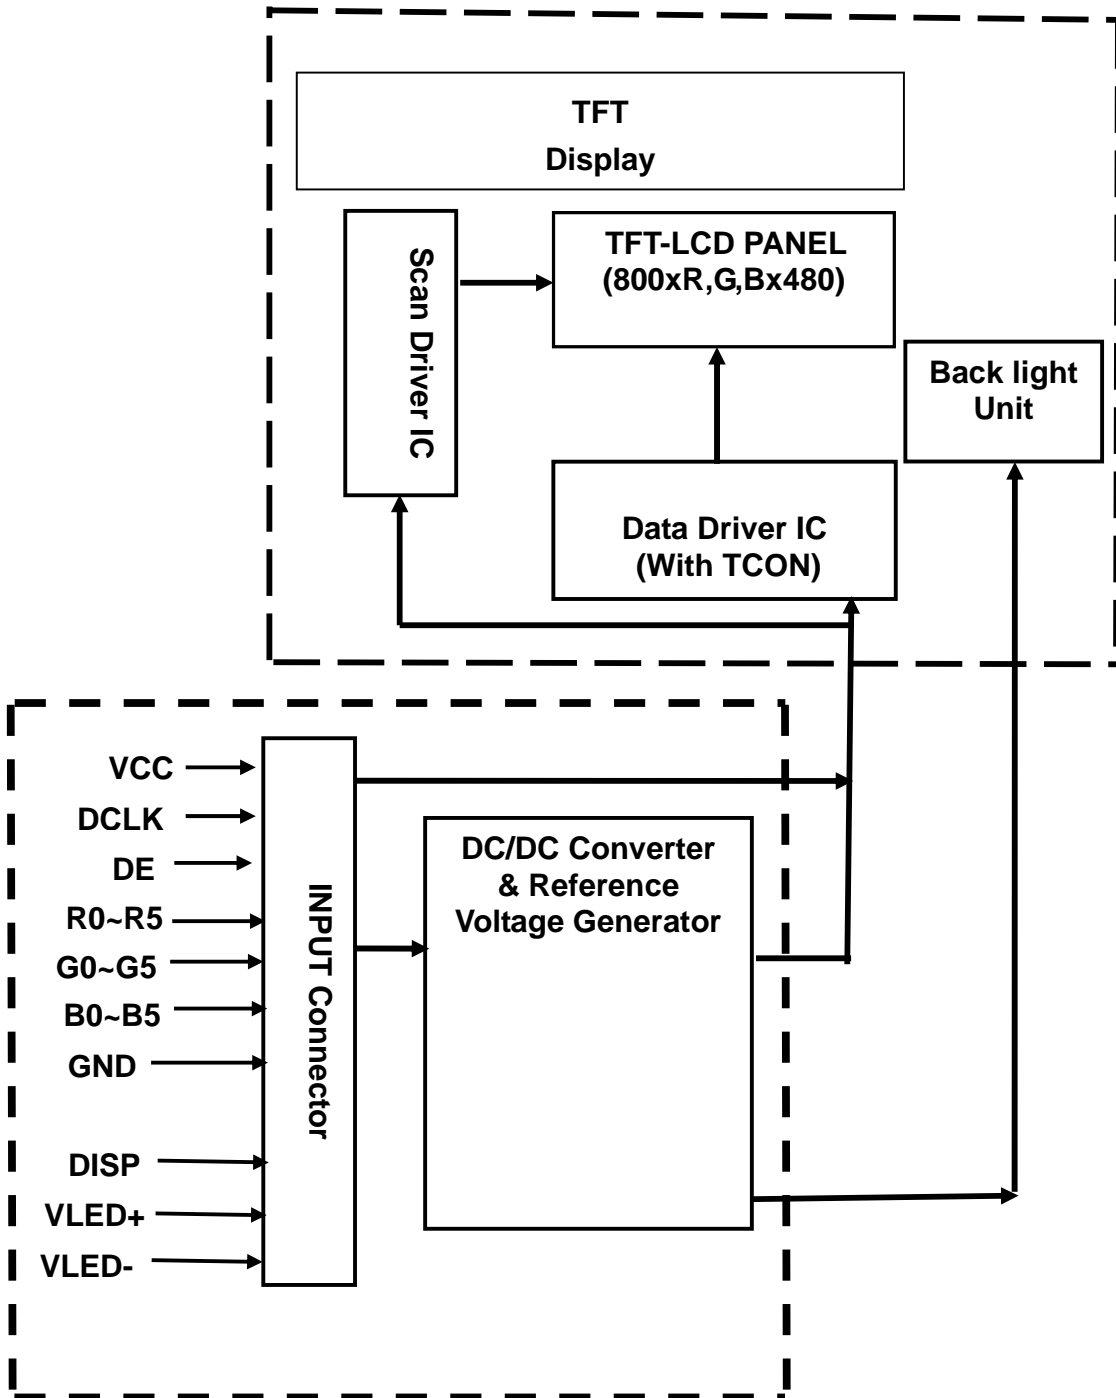 TFT
Display
Scan Driver IC
TFT-LCD PANEL
(800xR,G,Bx480)
Back light
Unit
Data Driver IC
(With TCON)
VCC
DCLK
DE
R0~R5
G0~G5
B0~B5
GND
DISP
VLED+
VLED-
INPUT Connector
DC/DC Converter
& Reference
Voltage Generator